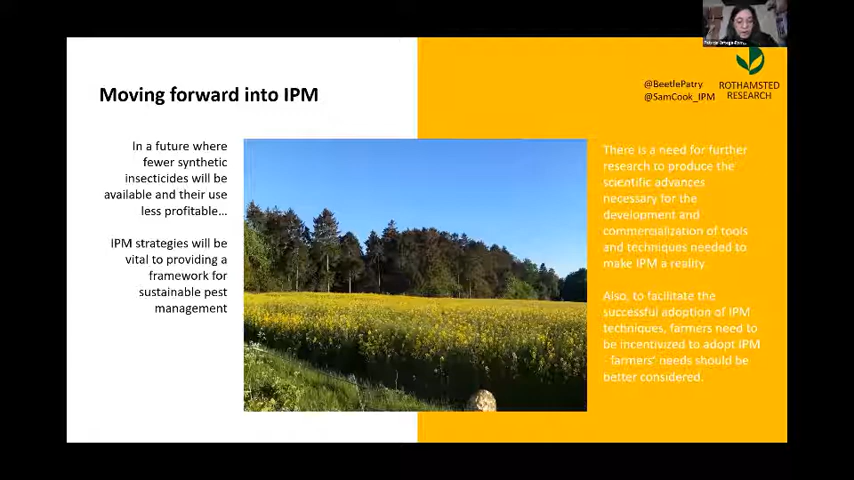 Moving forward into IPM
@BeetlePatry
@SamCook_IPM
ROTHAMSTED
RESEARCH
In a future where
fewer synthetic
insecticides will be
available and their use
less profitable…
IPM strategies will be
vital to providing a
framework for
sustainable pest
management
There is a need for further
research to produce the
scientific advances
necessary for the
development and
commercialization of tools
and techniques needed to
make IPM a reality.
Also, to facilitate the
successful adoption of IPM
techniques, farmers need to
be incentivized to adopt IPM
- farmers' needs should be
better considered.